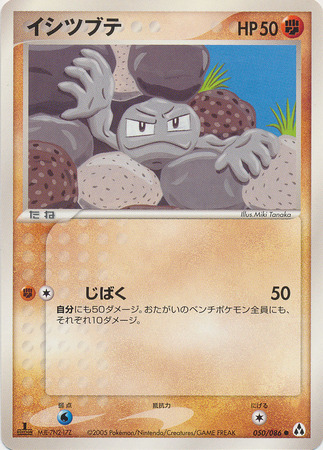 イシツブテ HP50
たね
Illus.Miki Tanaka
じばく 50
自分にも50ダメージ。おたがいのベンチポケモン全員にも、
それぞれ10ダメージ。
弱点 抵抗力 にげる
©2005 Pokémon/Nintendo/Creatures/GAME FREAK
050/086